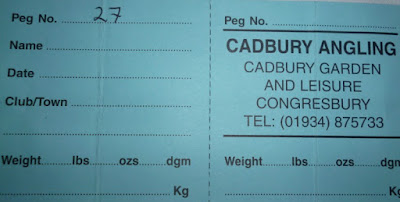 Peg No. 27
Name
Date
Club/Town
Weight lbs ozs dgm
Kg
Peg No.
CADBURY ANGLING
CADBURY GARDEN
AND LEISURE
CONGRESBURY
TEL: (01934) 875733
Weight lbs ozs dgm
Kg